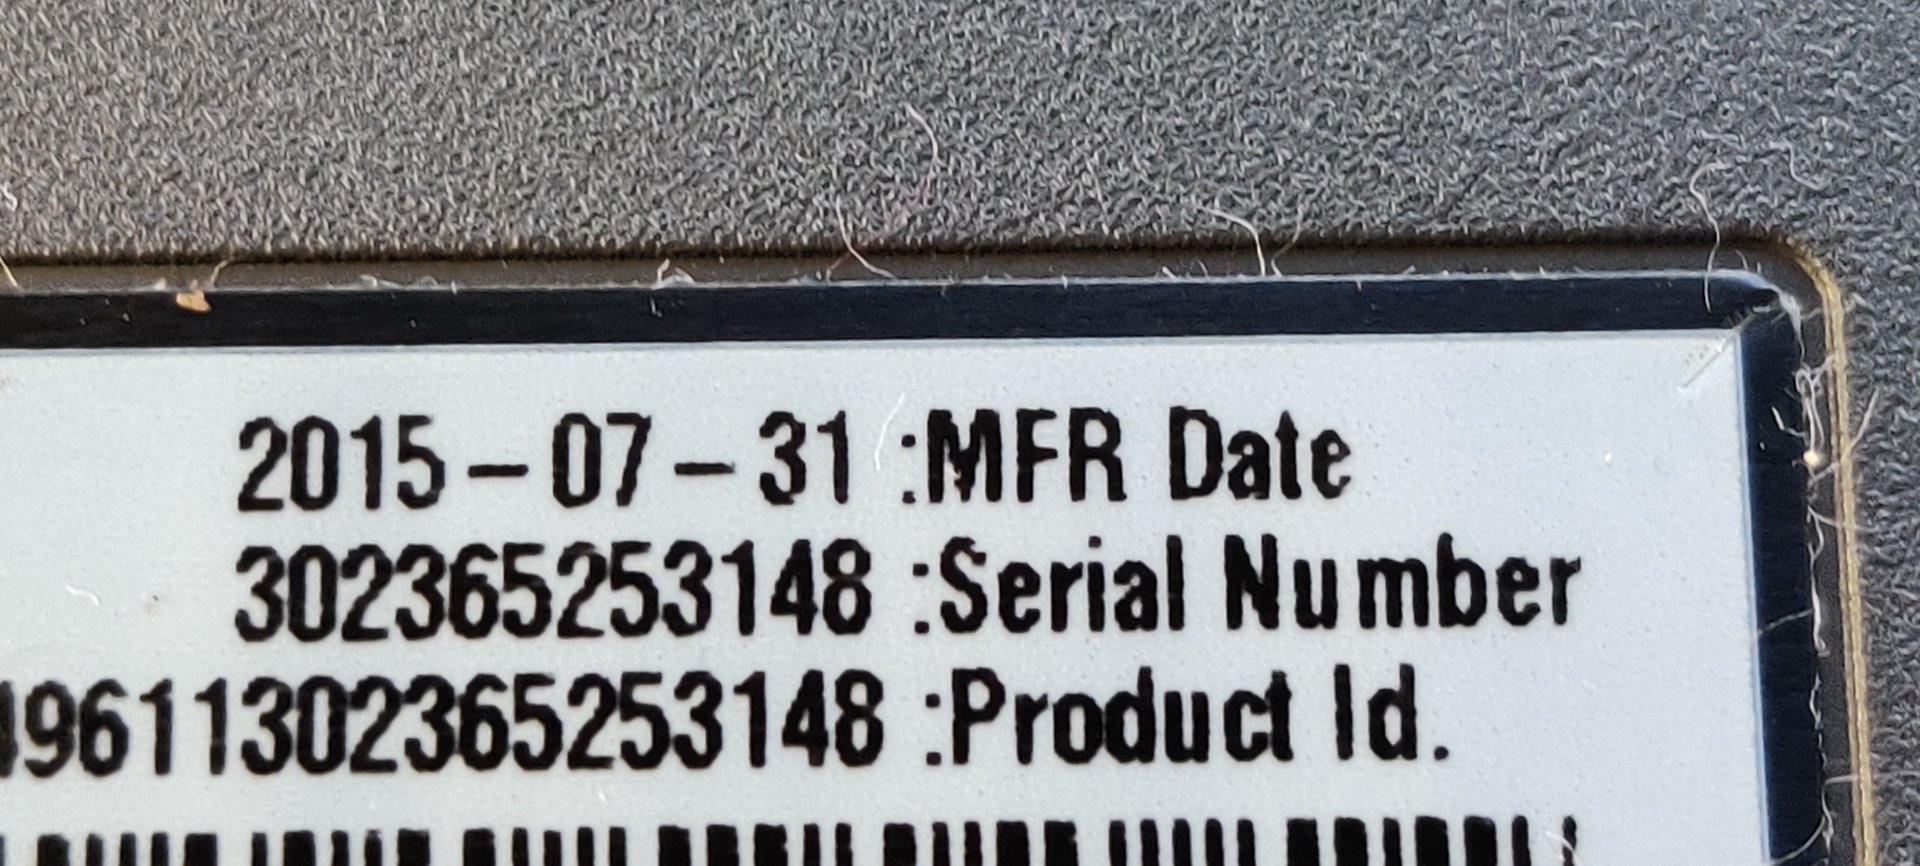 2015-07-31 :MFR Date
302365253148 :Serial Number
9611302365253148 :Product Id.